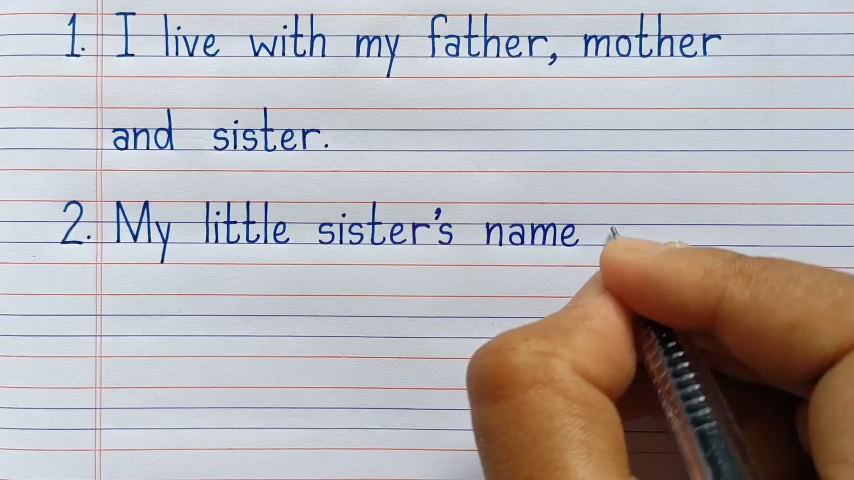 1. I live with my father, mother
and sister.
2. My little sister's name